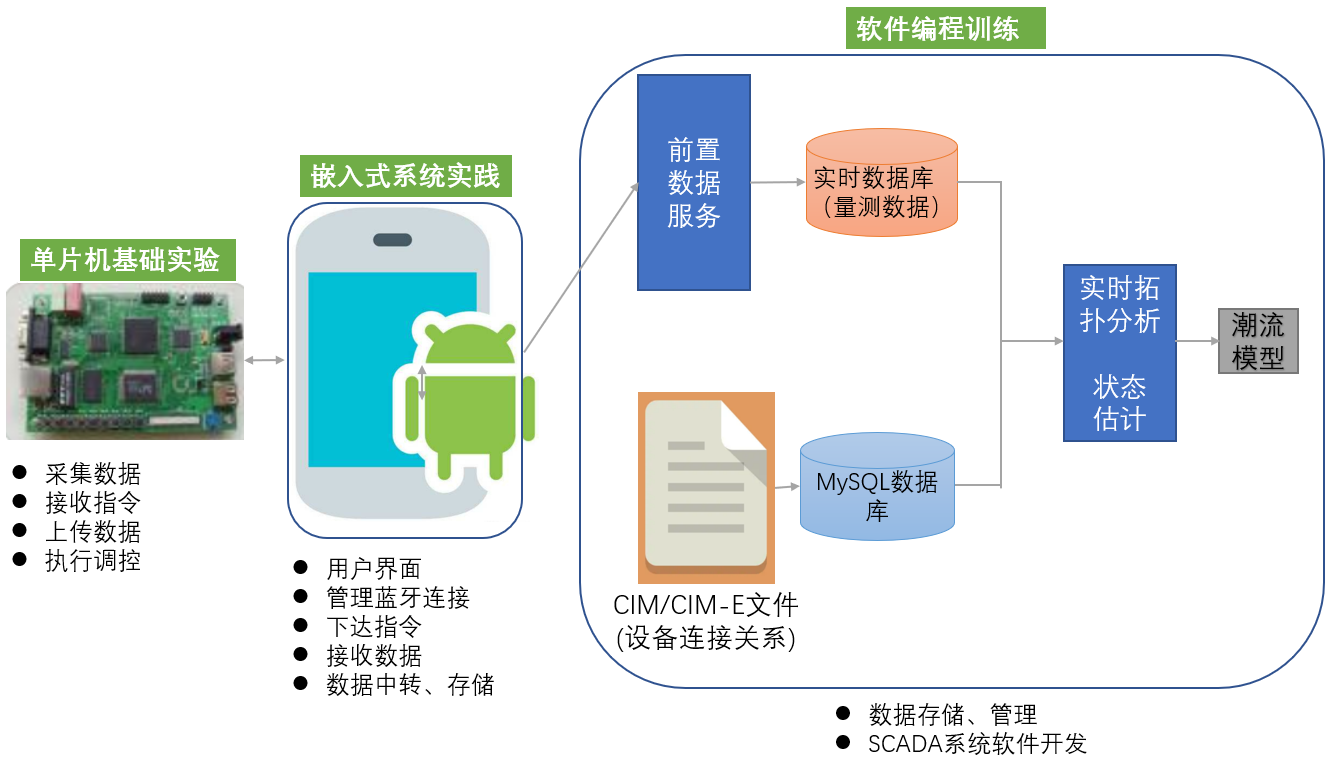 软件编程训练
嵌入式系统实践
单片机基础实验
采集数据
接收指令
上传数据
执行调控
用户界面
管理蓝牙连接
下达指令
接收数据
数据中转、存储
前置
数据
服务
实时数据库
（量测数据）
CIM/CIM-E文件
(设备连接关系)
MySQL数据
库
实时拓
扑分析
状态
估计
潮流
模型
数据存储、管理
SCADA系统软件开发